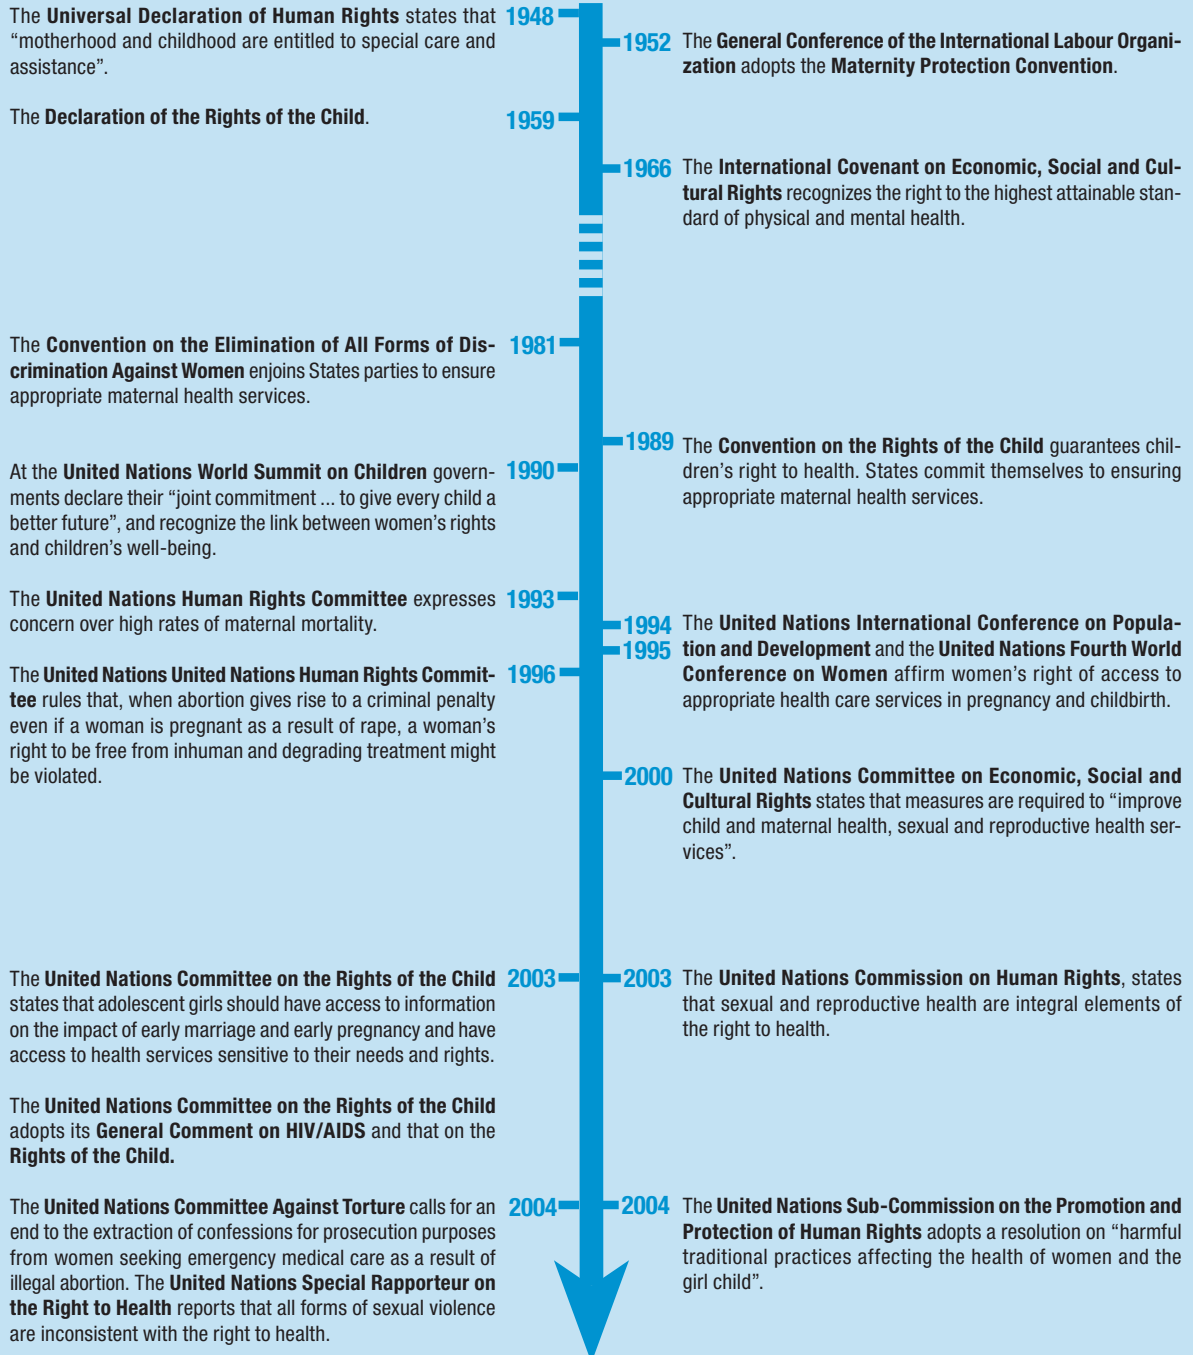 The Universal Declaration of Human Rights states that
“motherhood and childhood are entitled to special care and
assistance”.
1948
1952
The General Conference of the International Labour Organi-
zation adopts the Maternity Protection Convention.
The Declaration of the Rights of the Child.
1959
1966
The International Covenant on Economic, Social and Cul-
tural Rights recognizes the right to the highest attainable stan-
dard of physical and mental health.
The Convention on the Elimination of All Forms of Dis-
crimination Against Women enjoins States parties to ensure
appropriate maternal health services.
1981
1989
The Convention on the Rights of the Child guarantees chil-
dren’s right to health. States commit themselves to ensuring
appropriate maternal health services.
At the United Nations World Summit on Children govern-
ments declare their “joint commitment ... to give every child a
better future”, and recognize the link between women’s rights
and children’s well-being.
1990
The United Nations Human Rights Committee expresses
concern over high rates of maternal mortality.
1993
1994
1995
The United Nations International Conference on Popula-
tion and Development and the United Nations Fourth World
Conference on Women affirm women’s right of access to
appropriate health care services in pregnancy and childbirth.
The United Nations United Nations Human Rights Commit-
tee rules that, when abortion gives rise to a criminal penalty
even if a woman is pregnant as a result of rape, a woman’s
right to be free from inhuman and degrading treatment might
be violated.
1996
2000
The United Nations Committee on Economic, Social and
Cultural Rights states that measures are required to “improve
child and maternal health, sexual and reproductive health ser-
vices”.
The United Nations Committee on the Rights of the Child
states that adolescent girls should have access to information
on the impact of early marriage and early pregnancy and have
access to health services sensitive to their needs and rights.
2003
2003
The United Nations Commission on Human Rights, states
that sexual and reproductive health are integral elements of
the right to health.
The United Nations Committee on the Rights of the Child
adopts its General Comment on HIV/AIDS and that on the
Rights of the Child.
The United Nations Committee Against Torture calls for an
end to the extraction of confessions for prosecution purposes
from women seeking emergency medical care as a result of
illegal abortion. The United Nations Special Rapporteur on
the Right to Health reports that all forms of sexual violence
are inconsistent with the right to health.
2004
2004
The United Nations Sub-Commission on the Promotion and
Protection of Human Rights adopts a resolution on “harmful
traditional practices affecting the health of women and the
girl child”.